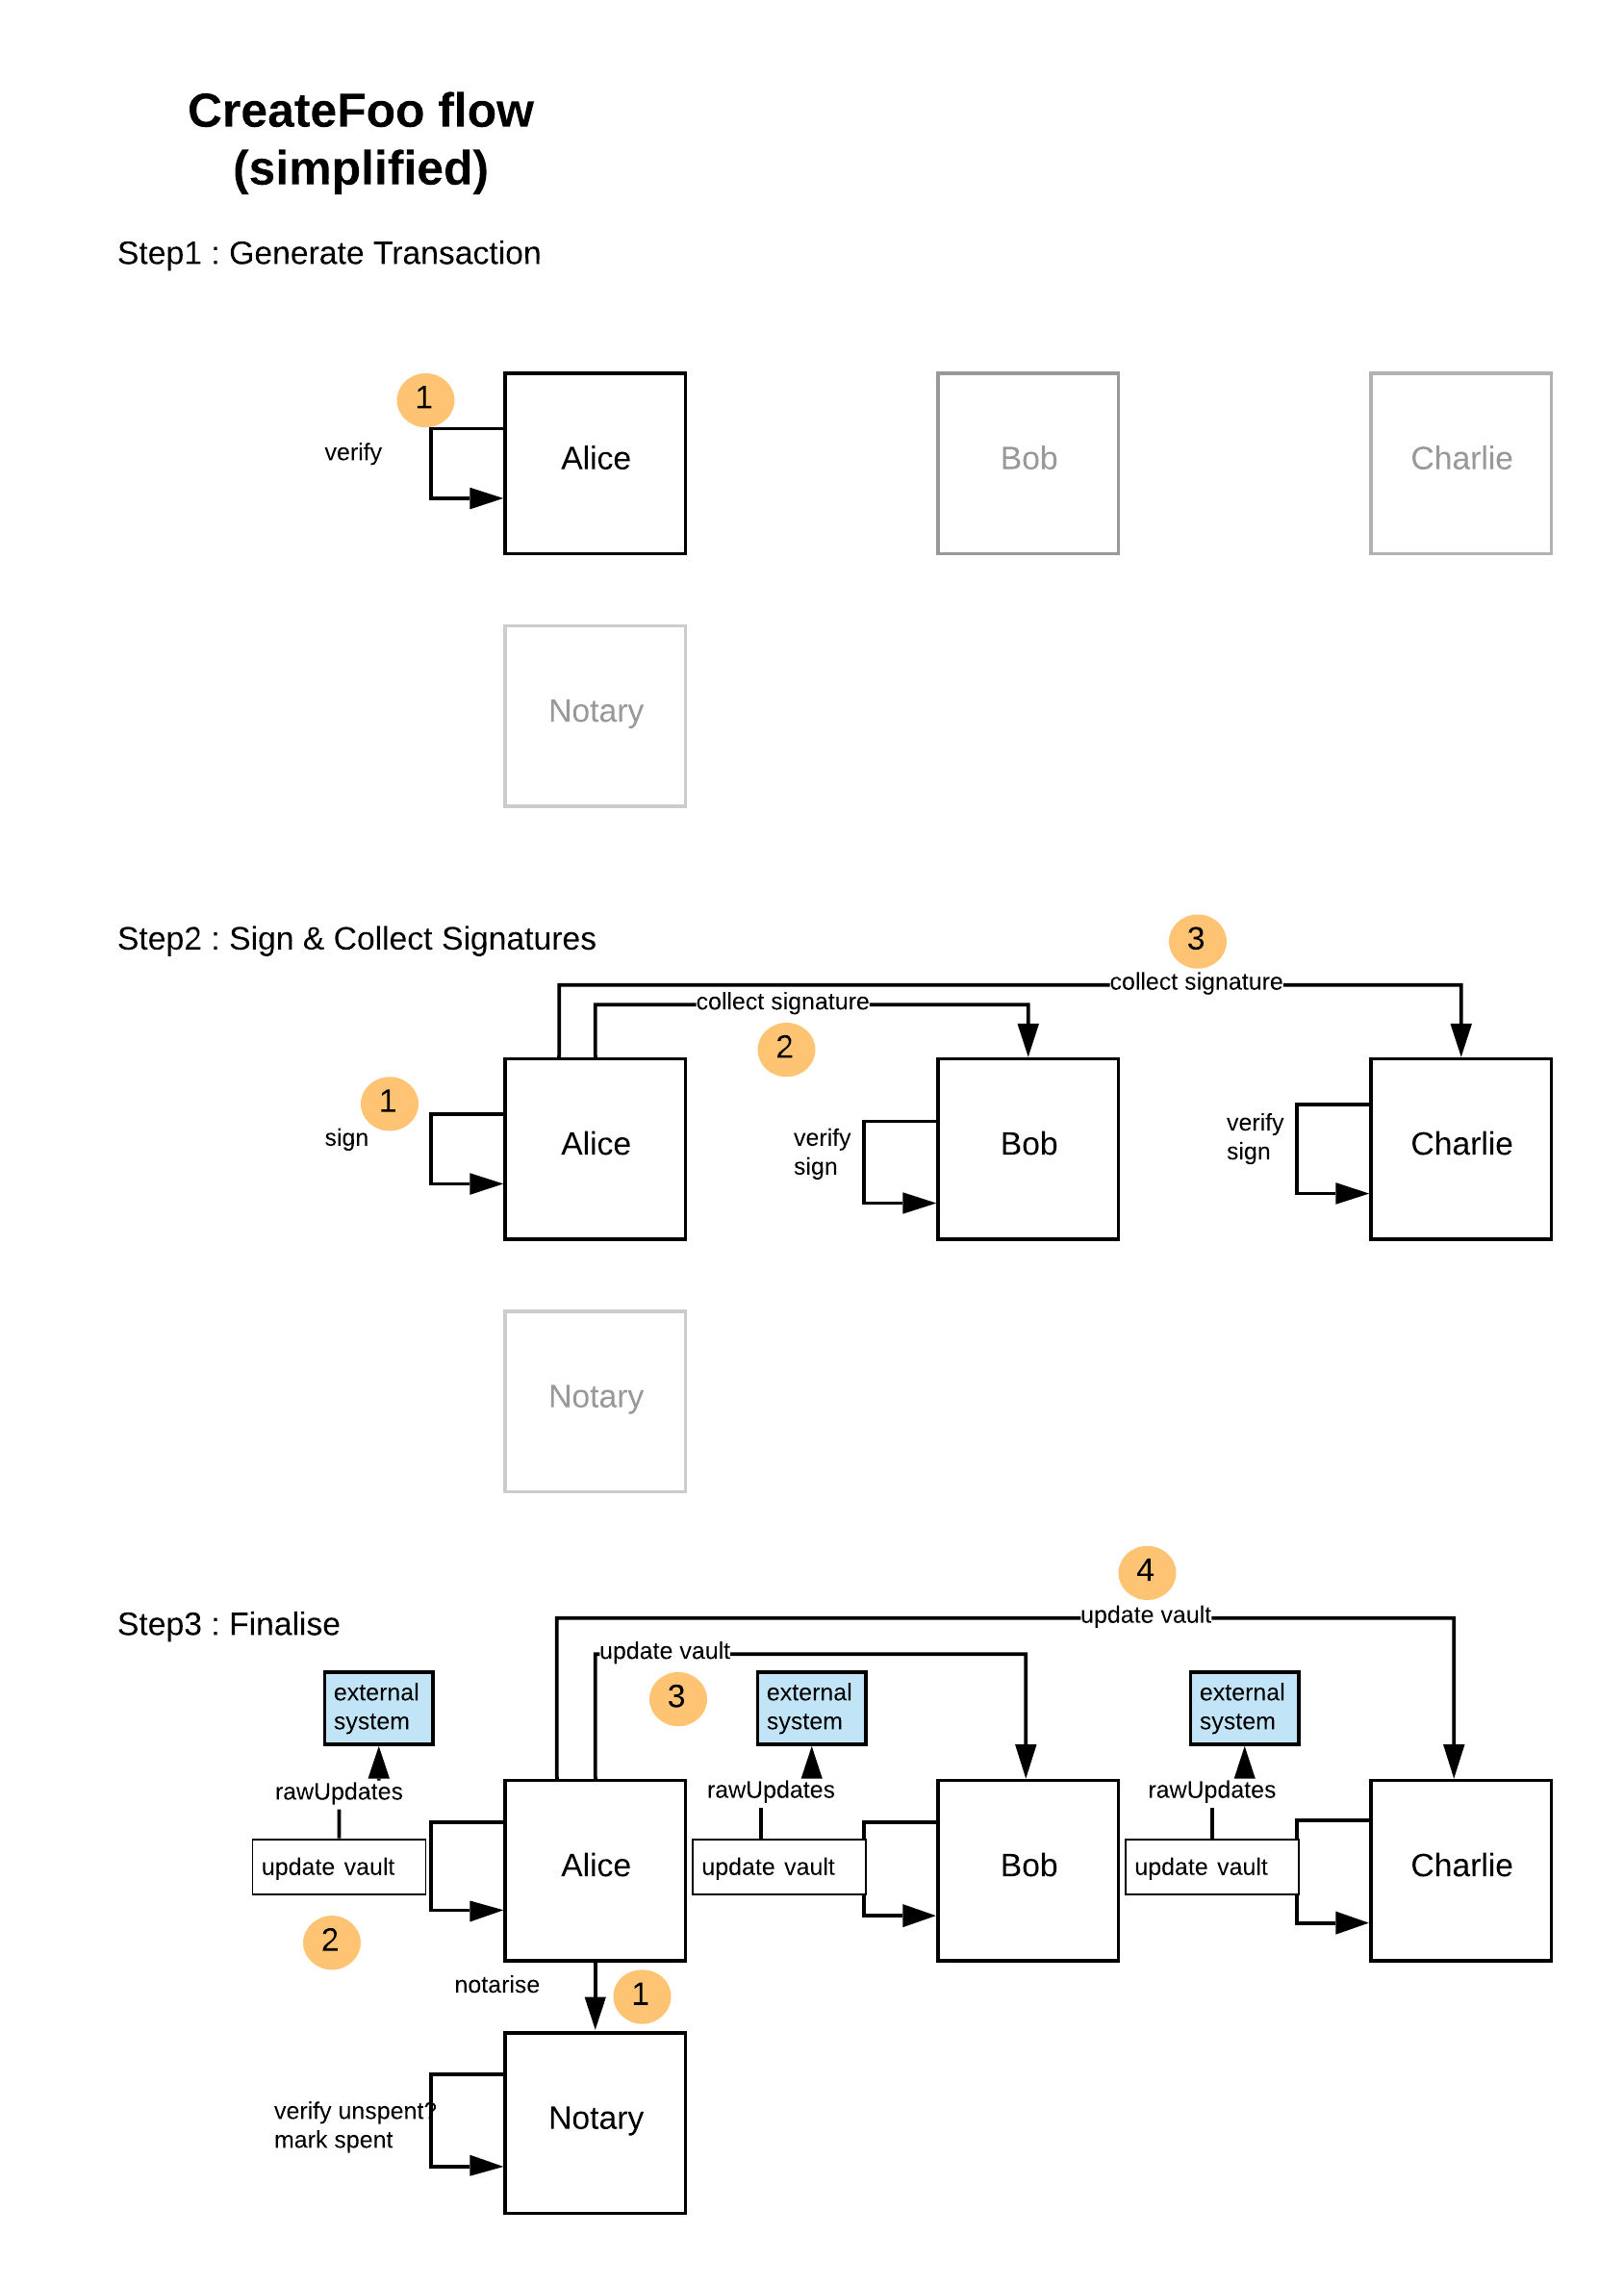 CreateFoo flow
(simplified)
Step1 : Generate Transaction
1
verify
Alice
Bob
Charlie
Notary
Step2 : Sign & Collect Signatures
3
collect signature
collect signature
2
1
sign
Alice
verify
sign
Bob
verify
sign
Charlie
Notary
4
Step3 : Finalise
update vault
update vault
3
external
system
external
system
external
system
rawUpdates
rawUpdates
rawUpdates
update vault
Alice
update vault
Bob
update vault
Charlie
2
notarise
1
verify unspent?
mark spent
Notary